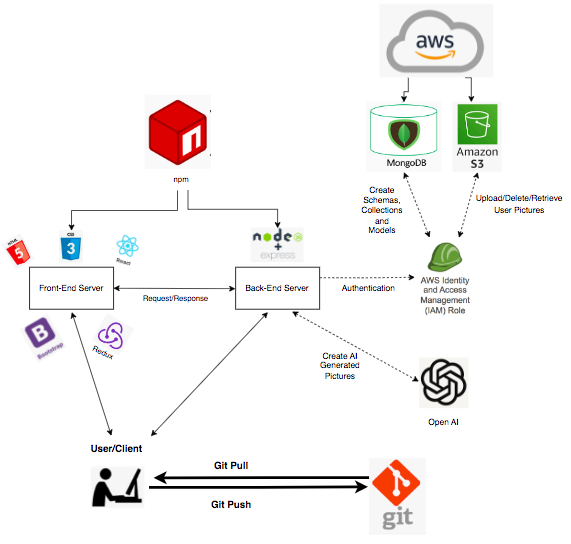 aws
MongoDB
Amazon
S3
n
npm
Create
Schemas,
Collections
and
Models
Upload/Delete/Retrieve
User Pictures
HTML
5
CSS
3
React
node
+
express
Front-End Server
Request/Response
Back-End Server
Authentication
AWS Identity
and Access
Management
(IAM) Role
B
Bootstrap
Redux
Create AI
Generated
Pictures
Open AI
User/Client
Git Pull
Git Push
git